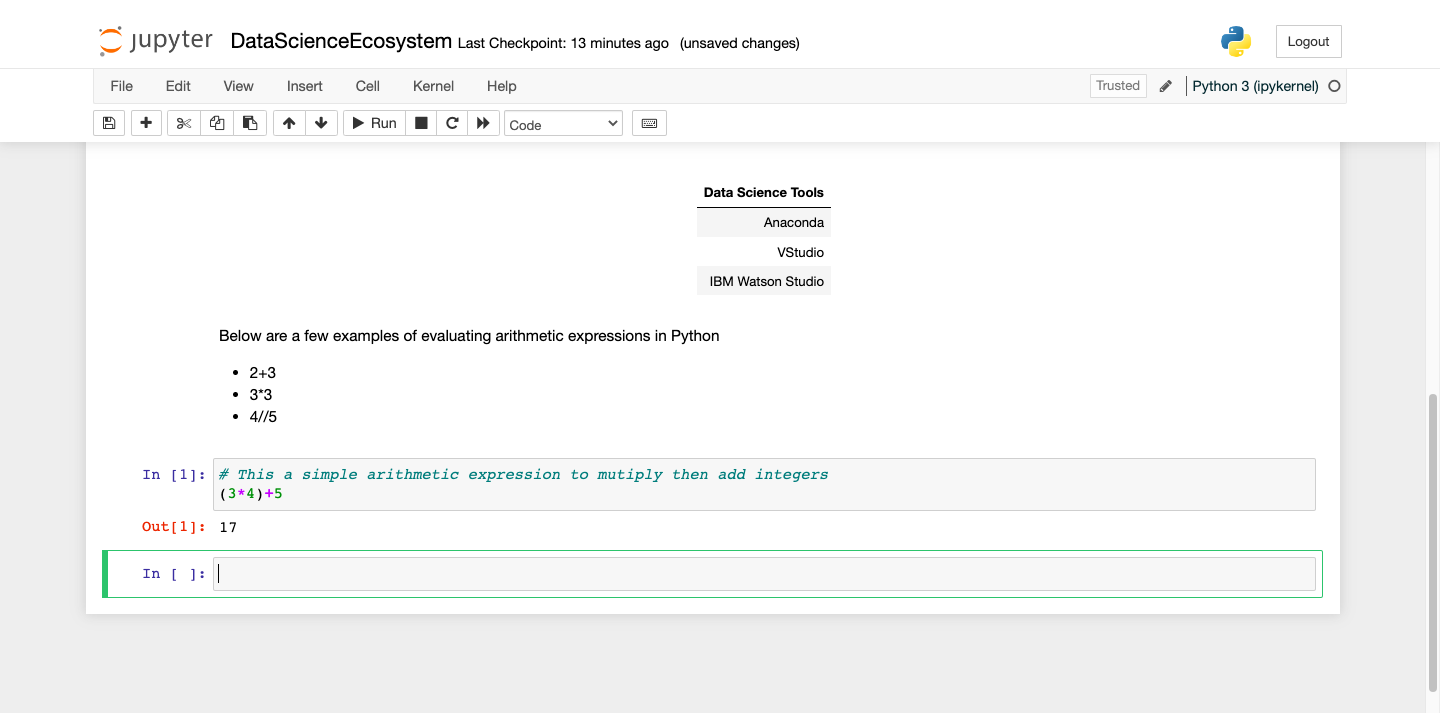 jupyter DataScienceEcosystem Last Checkpoint: 13 minutes ago (unsaved changes)
Logout
File Edit View Insert Cell Kernel Help
Trusted Python 3 (ipykernel)
Run Code
Data Science Tools
Anaconda
VStudio
IBM Watson Studio
Below are a few examples of evaluating arithmetic expressions in Python
• 2+3
• 3*3
• 4//5
In [1]: # This a simple arithmetic expression to mutiply then add integers
(3*4)+5
Out[1]: 17
In [ ]: